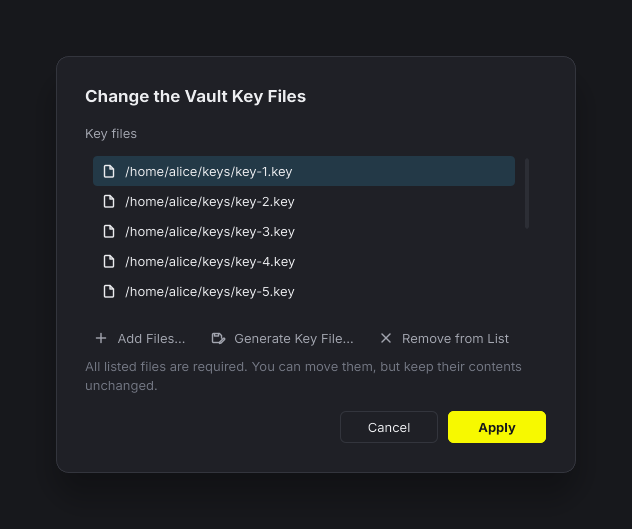 Change the Vault Key Files
Key files
/home/alice/keys/key-1.key
/home/alice/keys/key-2.key
/home/alice/keys/key-3.key
/home/alice/keys/key-4.key
/home/alice/keys/key-5.key
Add Files... Generate Key File... Remove from List
All listed files are required. You can move them, but keep their contents
unchanged.
Cancel Apply